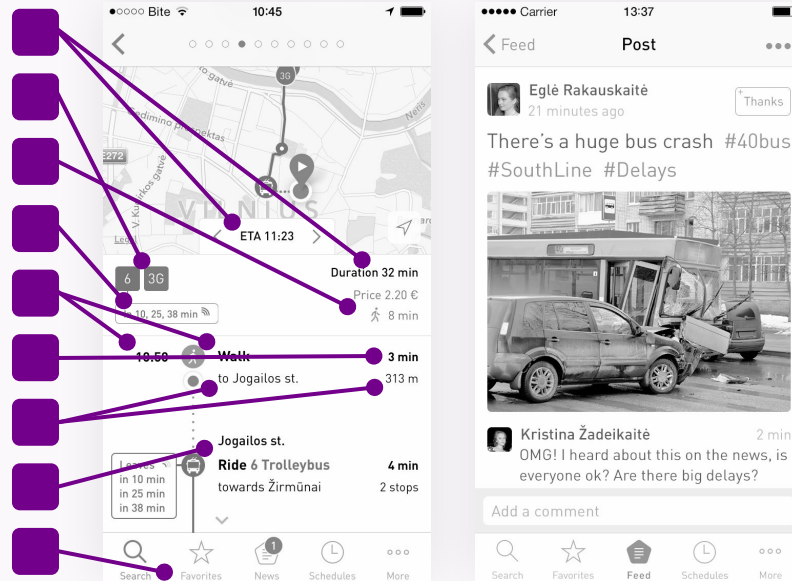 Bite 10:45
3G
gatvė
Gedimino prospektas
Neris
E272
V. Kudirkos gatvė
VILNIUS
Legal
ETA 11:23
6 3G
Duration 32 min
Price 2.20 €
8 min
in 10, 25, 38 min
10:50 Walk 3 min
to Jogailos st. 313 m
Jogailos st.
Leaves
in 10 min
in 25 min
in 38 min
Ride 6 Trolleybus 4 min
towards Žirmūnai 2 stops
1
Search Favorites News Schedules More
Carrier 13:37
Feed Post
Eglė Rakauskaitė
21 minutes ago
+Thanks
There's a huge bus crash #40bus
#SouthLine #Delays
Kristina Žadeikaitė 2 min
OMG! I heard about this on the news, is
everyone ok? Are there big delays?
Add a comment
Search Favorites Feed Schedules More